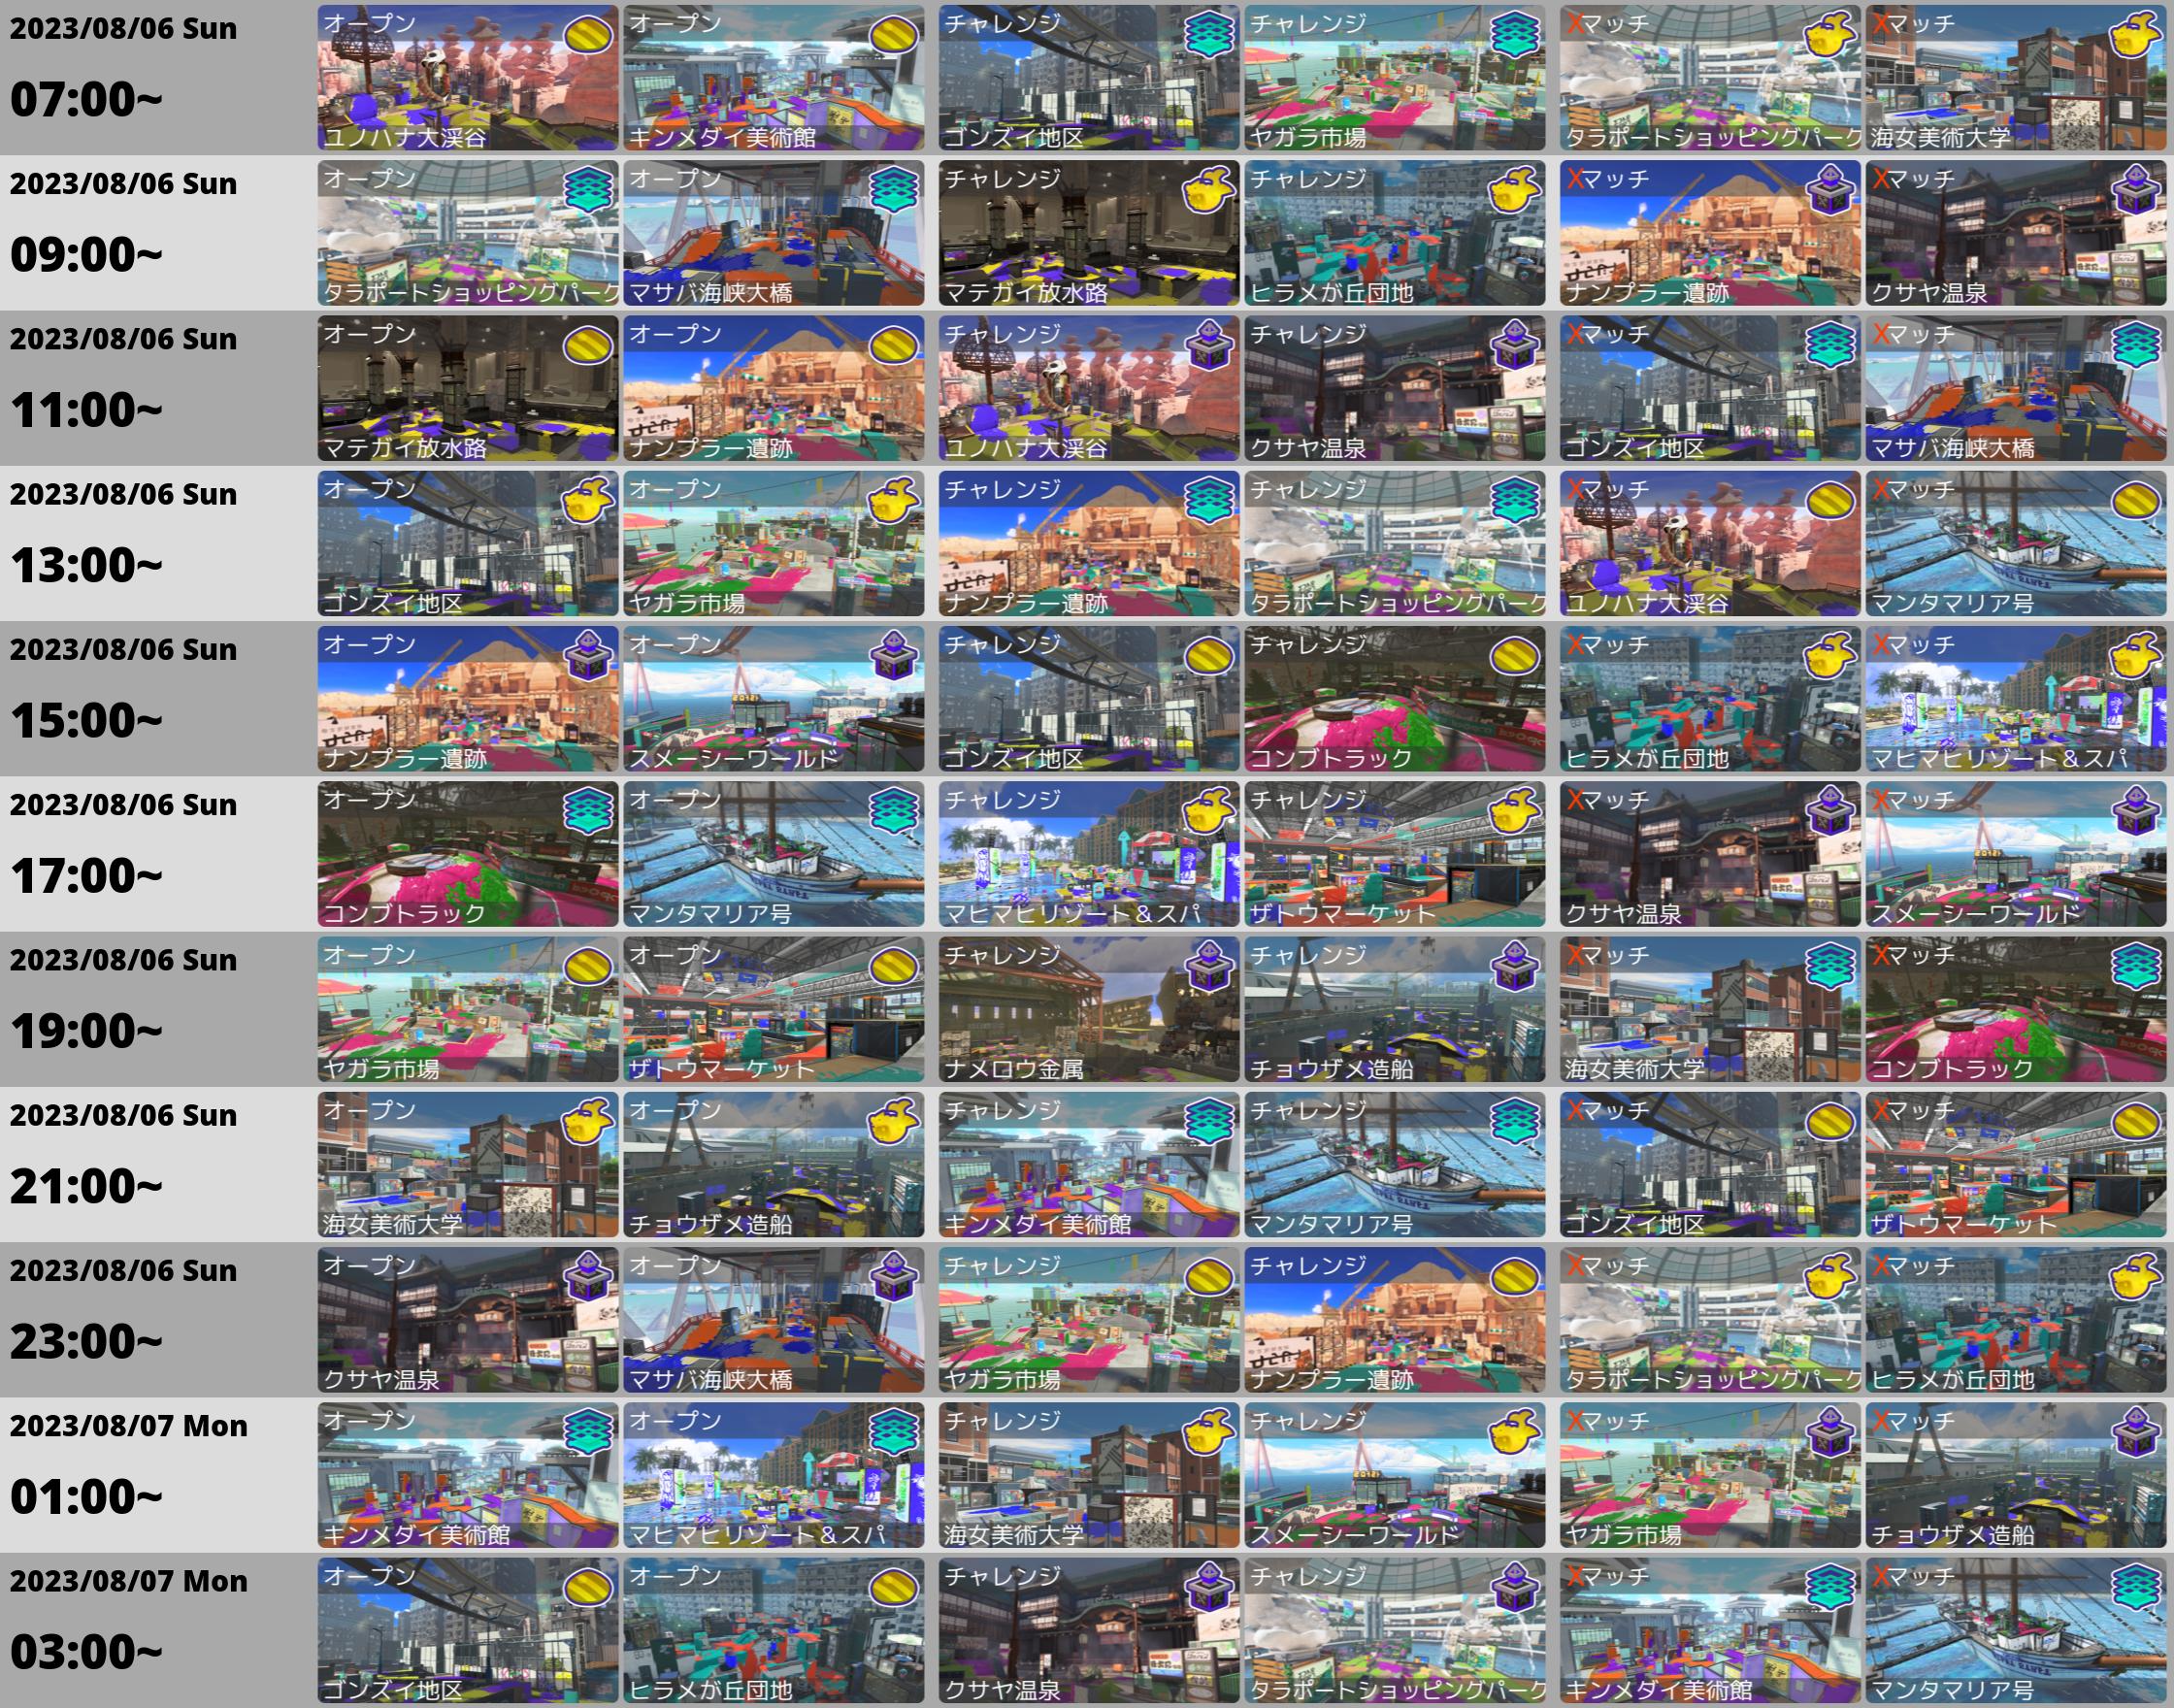 2023/08/06 Sun
07:00~
オープン オープン チャレンジ チャレンジ Xマッチ Xマッチ
ユノハナ大渓谷 キンメダイ美術館 ゴンズイ地区 ヤガラ市場 タラポートショッピングパーク 海女美術大学
2023/08/06 Sun
09:00~
オープン オープン チャレンジ チャレンジ Xマッチ Xマッチ
タラポートショッピングパーク マサバ海峡大橋 マテガイ放水路 ヒラメが丘団地 ナンプラー遺跡 クサヤ温泉
2023/08/06 Sun
11:00~
オープン オープン チャレンジ チャレンジ Xマッチ Xマッチ
マテガイ放水路 ナンプラー遺跡 ユノハナ大渓谷 クサヤ温泉 ゴンズイ地区 マサバ海峡大橋
2023/08/06 Sun
13:00~
オープン オープン チャレンジ チャレンジ Xマッチ Xマッチ
ゴンズイ地区 ヤガラ市場 ナンプラー遺跡 タラポートショッピングパーク ユノハナ大渓谷 マンタマリア号
2023/08/06 Sun
15:00~
オープン オープン チャレンジ チャレンジ Xマッチ Xマッチ
ナンプラー遺跡 スメーシーワールド ゴンズイ地区 コンブトラック ヒラメが丘団地 マヒマヒリゾート＆スパ
2023/08/06 Sun
17:00~
オープン オープン チャレンジ チャレンジ Xマッチ Xマッチ
コンブトラック マンタマリア号 マヒマヒリゾート＆スパ ザトウマーケット クサヤ温泉 スメーシーワールド
2023/08/06 Sun
19:00~
オープン オープン チャレンジ チャレンジ Xマッチ Xマッチ
ヤガラ市場 ザトウマーケット ナメロウ金属 チョウザメ造船 海女美術大学 コンブトラック
2023/08/06 Sun
21:00~
オープン オープン チャレンジ チャレンジ Xマッチ Xマッチ
海女美術大学 チョウザメ造船 キンメダイ美術館 マンタマリア号 ゴンズイ地区 ザトウマーケット
2023/08/06 Sun
23:00~
オープン オープン チャレンジ チャレンジ Xマッチ Xマッチ
クサヤ温泉 マサバ海峡大橋 ヤガラ市場 ナンプラー遺跡 タラポートショッピングパーク ヒラメが丘団地
2023/08/07 Mon
01:00~
オープン オープン チャレンジ チャレンジ Xマッチ Xマッチ
キンメダイ美術館 マヒマヒリゾート＆スパ 海女美術大学 スメーシーワールド ヤガラ市場 チョウザメ造船
2023/08/07 Mon
03:00~
オープン オープン チャレンジ チャレンジ Xマッチ Xマッチ
ゴンズイ地区 ヒラメが丘団地 クサヤ温泉 タラポートショッピングパーク キンメダイ美術館 マンタマリア号